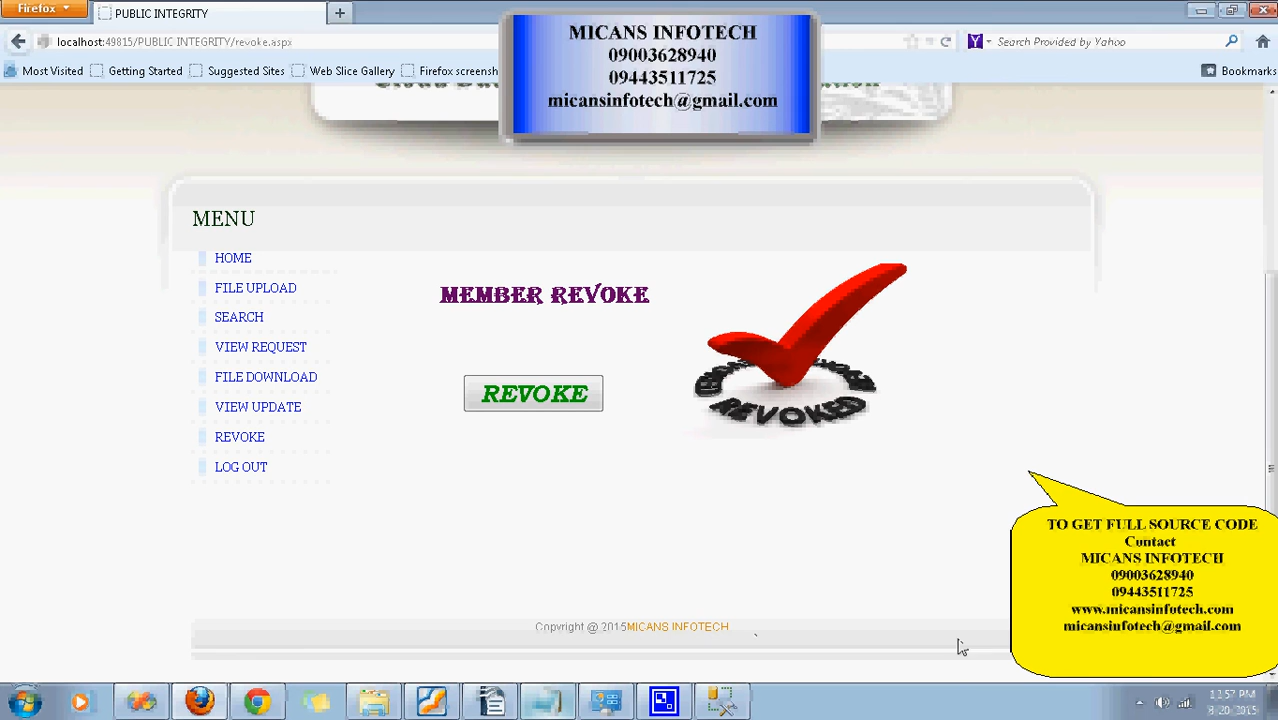 Firefox
PUBLIC INTEGRITY
localhost:49815/PUBLIC INTEGRITY/revoke.aspx
Search Provided by Yahoo
Most Visited
Getting Started
Suggested Sites
Web Slice Gallery
Firefox screensh
Bookmarks
MICANS INFOTECH
09003628940
09443511725
micansinfotech@gmail.com
MENU
HOME
FILE UPLOAD
SEARCH
VIEW REQUEST
FILE DOWNLOAD
VIEW UPDATE
REVOKE
LOG OUT
MEMBER REVOKE
REVOKE
REVOKED
TO GET FULL SOURCE CODE
Contact
MICANS INFOTECH
09003628940
09443511725
www.micansinfotech.com
micansinfotech@gmail.com
Copyright @ 2015MICANS INFOTECH
8-20-2015